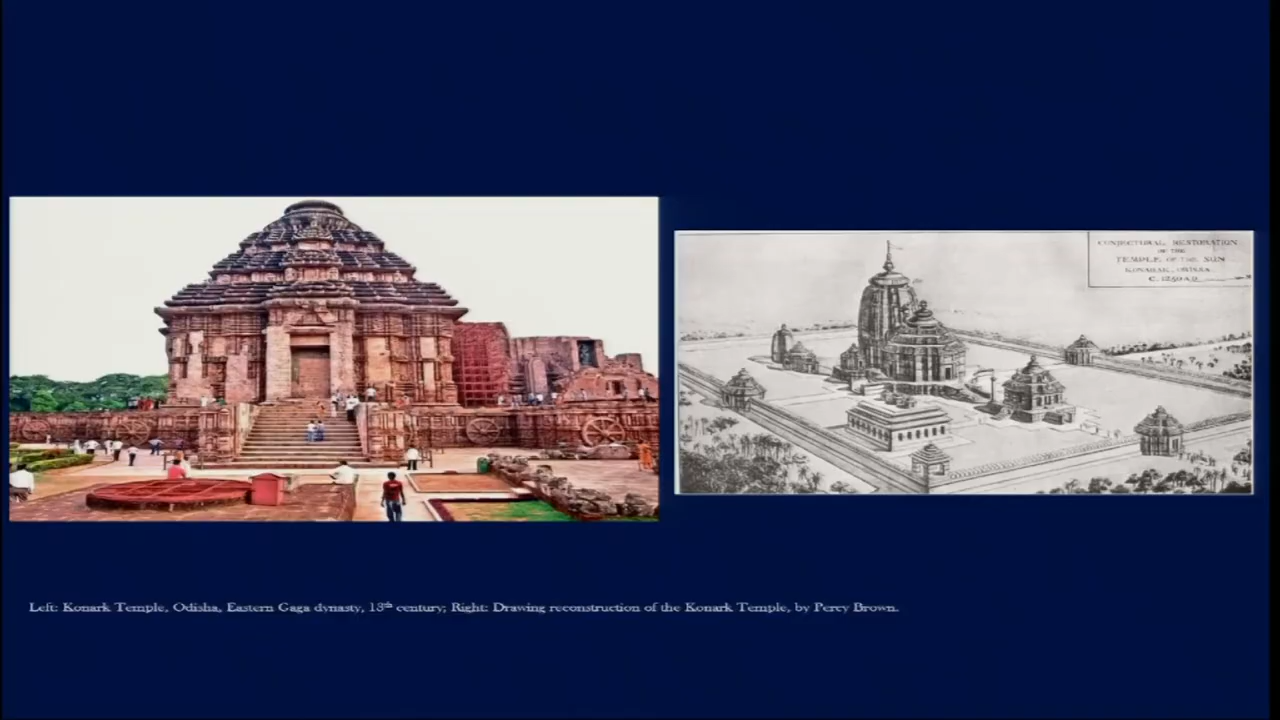 CONJECTURAL RESTORATION
OF THE
TEMPLE OF THE SUN
KONARAK, ORISSA
C. 1250 A.D.
Left: Konark Temple, Odisha, Eastern Gaga dynasty, 13th century; Right: Drawing reconstruction of the Konark Temple, by Percy Brown.